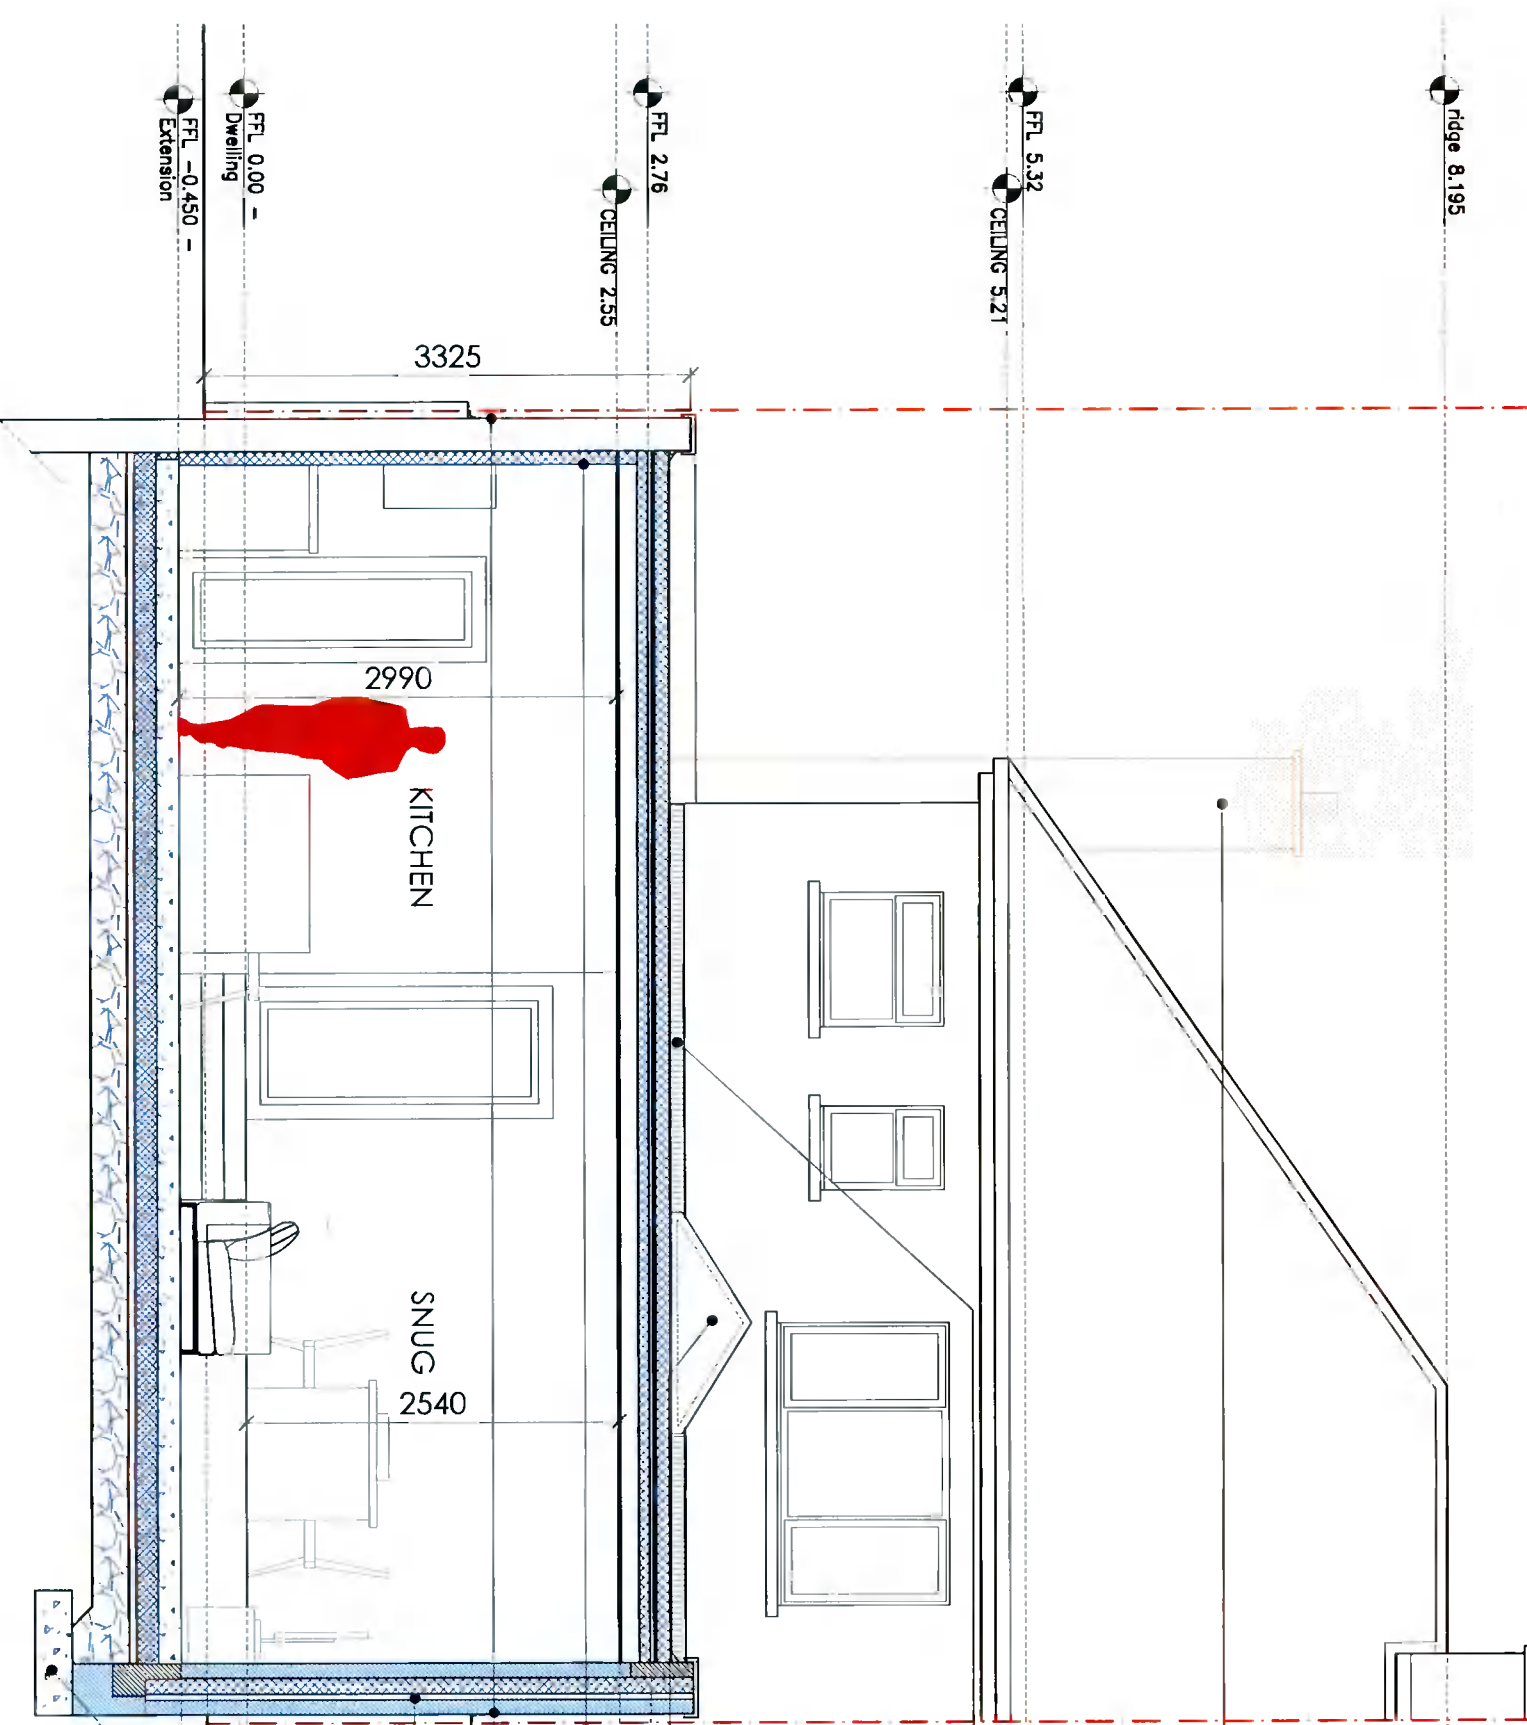 ridge 8.195
FFL 5.32
CEILING 5.21
FFL 2.76
CEILING 2.55
FFL 0.00 -
Dwelling
FFL -0.450 -
Extension
3325
2990
KITCHEN
SNUG
2540